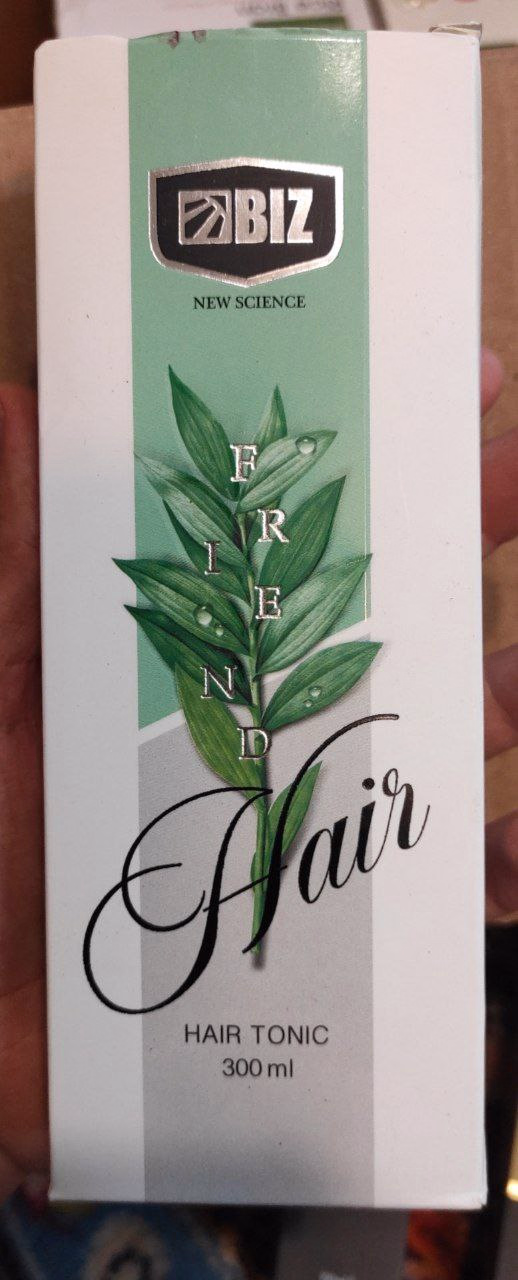 BIZ
NEW SCIENCE
FRIEND
Hair
HAIR TONIC
300 ml